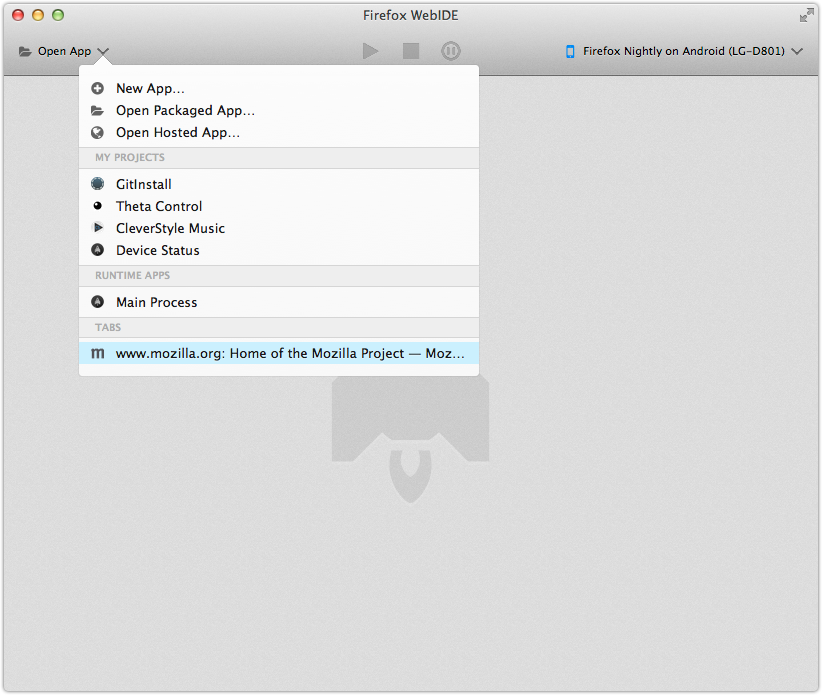 Firefox WebIDE
Open App
Firefox Nightly on Android (LG-D801)
New App...
Open Packaged App...
Open Hosted App...
MY PROJECTS
GitInstall
Theta Control
CleverStyle Music
Device Status
RUNTIME APPS
Main Process
TABS
m www.mozilla.org: Home of the Mozilla Project — Moz...